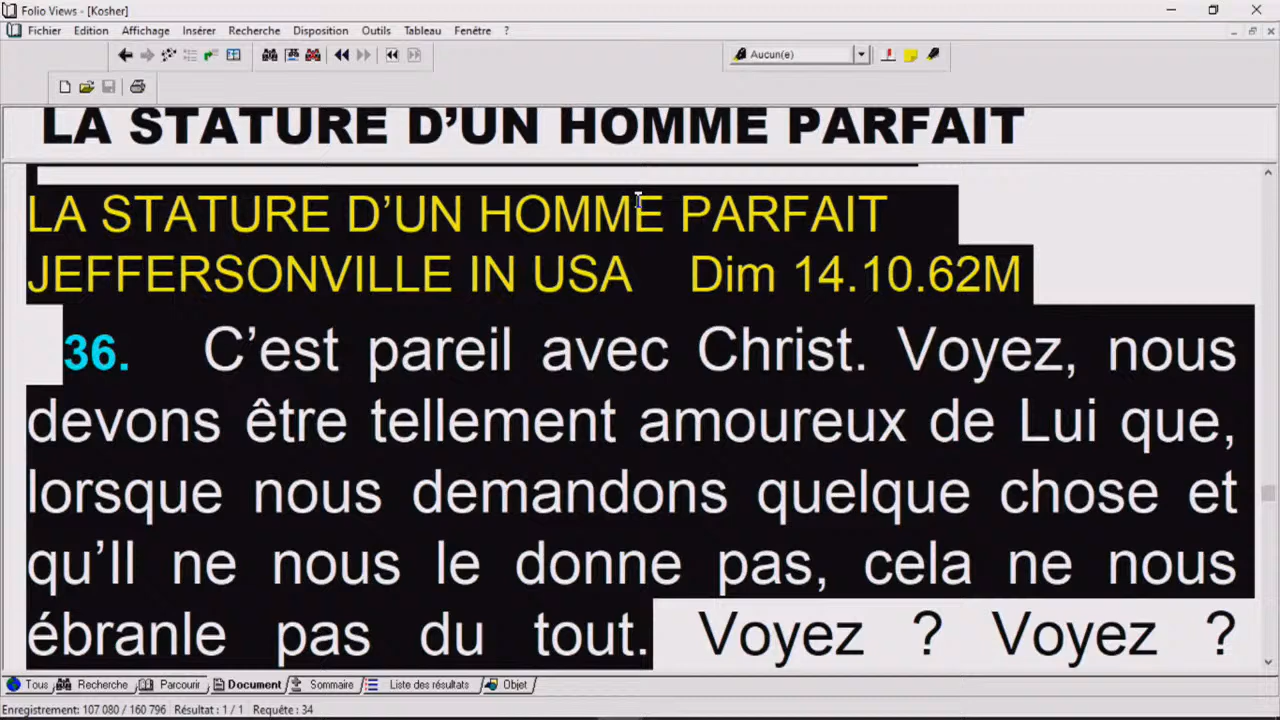 Folio Views - [Kosher]
Fichier Edition Affichage Insérer Recherche Disposition Outils Tableau Fenêtre ?
Aucun(e)
LA STATURE D’UN HOMME PARFAIT
LA STATURE D’UN HOMME PARFAIT
JEFFERSONVILLE IN USA Dim 14.10.62M
36. C’est pareil avec Christ. Voyez, nous
devons être tellement amoureux de Lui que,
lorsque nous demandons quelque chose et
qu’Il ne nous le donne pas, cela ne nous
ébranle pas du tout. Voyez ? Voyez ?
Tous Recherche Parcourir Document Sommaire Liste des résultats Objet
Enregistrement: 107 080 / 160 796 Résultat : 1 / 1 Requête : 34